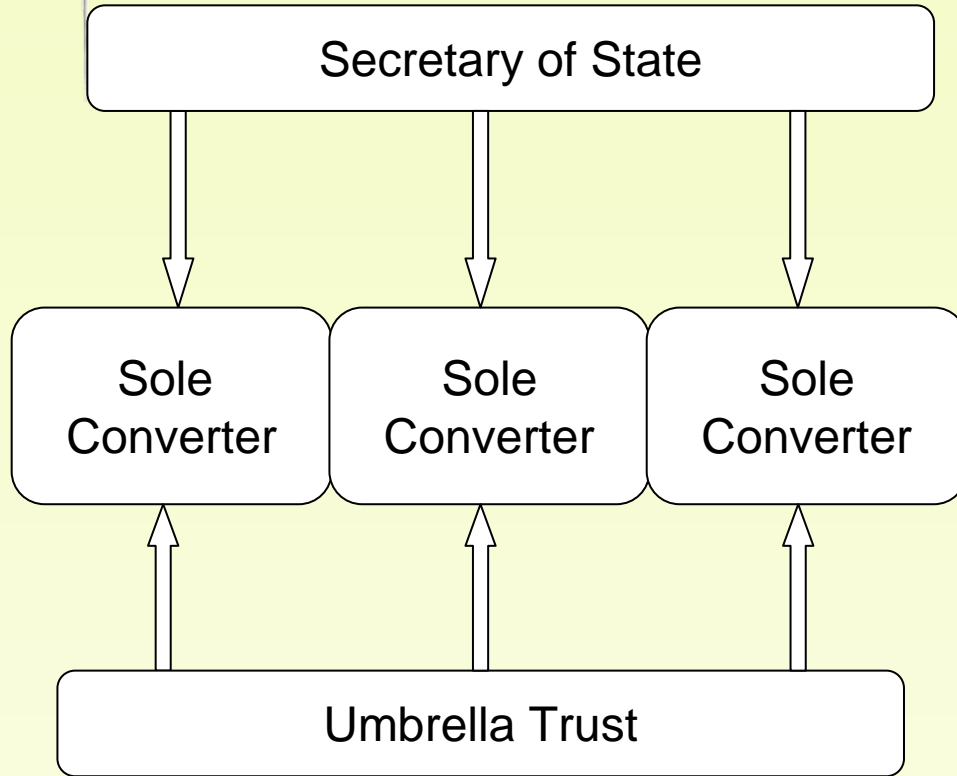 Secretary of State
Sole
Converter
Sole
Converter
Sole
Converter
Umbrella Trust